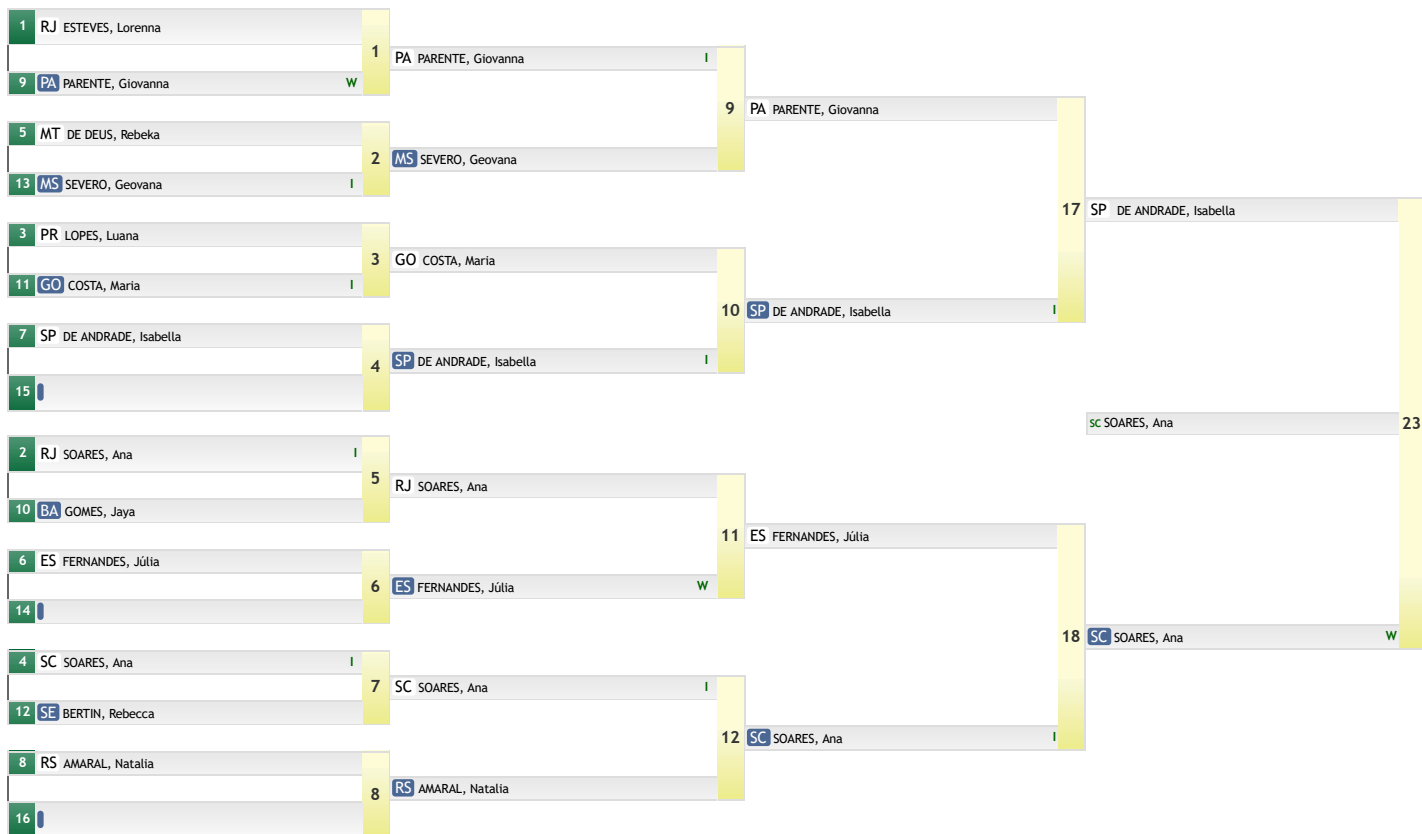 1 RJ ESTEVES, Lorenna
1
PA PARENTE, Giovanna I
9 PA PARENTE, Giovanna W
9 PA PARENTE, Giovanna
5 MT DE DEUS, Rebeka
2 MS SEVERO, Geovana
13 MS SEVERO, Geovana I
17 SP DE ANDRADE, Isabella
3 PR LOPES, Luana
3 GO COSTA, Maria
11 GO COSTA, Maria I
10 SP DE ANDRADE, Isabella I
7 SP DE ANDRADE, Isabella
4 SP DE ANDRADE, Isabella I
15
SC SOARES, Ana 23
2 RJ SOARES, Ana I
5
RJ SOARES, Ana
10 BA GOMES, Jaya
11 ES FERNANDES, Júlia
6 ES FERNANDES, Júlia
6 ES FERNANDES, Júlia W
14
18 SC SOARES, Ana W
4 SC SOARES, Ana I
7 SC SOARES, Ana I
12 SE BERTIN, Rebecca
12 SC SOARES, Ana I
8 RS AMARAL, Natalia
8 RS AMARAL, Natalia
16